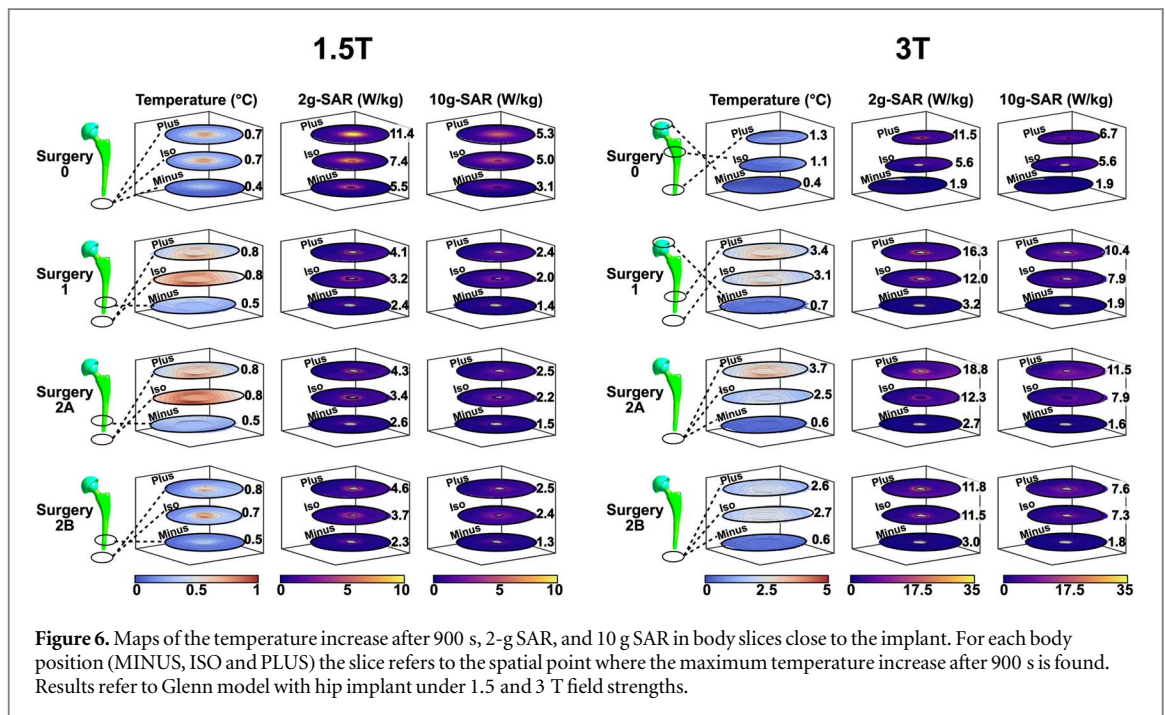 1.5T
3T
Temperature (°C) 2g-SAR (W/kg) 10g-SAR (W/kg)
Temperature (°C) 2g-SAR (W/kg) 10g-SAR (W/kg)
Surgery
0
Plus 0.7 Plus 11.4 Plus 5.3
Iso 0.7 Iso 7.4 Iso 5.0
Minus 0.4 Minus 5.5 Minus 3.1
Surgery
0
Plus 1.3 Plus 11.5 Plus 6.7
Iso 1.1 Iso 5.6 Iso 5.6
Minus 0.4 Minus 1.9 Minus 1.9
Surgery
1
Plus 0.8 Plus 4.1 Plus 2.4
Iso 0.8 Iso 3.2 Iso 2.0
Minus 0.5 Minus 2.4 Minus 1.4
Surgery
1
Plus 3.4 Plus 16.3 Plus 10.4
Iso 3.1 Iso 12.0 Iso 7.9
Minus 0.7 Minus 3.2 Minus 1.9
Surgery
2A
Plus 0.8 Plus 4.3 Plus 2.5
Iso 0.8 Iso 3.4 Iso 2.2
Minus 0.5 Minus 2.6 Minus 1.5
Surgery
2A
Plus 3.7 Plus 18.8 Plus 11.5
Iso 2.5 Iso 12.3 Iso 7.9
Minus 0.6 Minus 2.7 Minus 1.6
Surgery
2B
Plus 0.8 Plus 4.6 Plus 2.5
Iso 0.7 Iso 3.7 Iso 2.4
Minus 0.5 Minus 2.3 Minus 1.3
Surgery
2B
Plus 2.6 Plus 11.8 Plus 7.6
Iso 2.7 Iso 11.5 Iso 7.3
Minus 0.6 Minus 3.0 Minus 1.8
0 0.5 1 0 5 10 0 5 10
0 2.5 5 0 17.5 35 0 17.5 35
Figure 6. Maps of the temperature increase after 900 s, 2-g SAR, and 10 g SAR in body slices close to the implant. For each body
position (MINUS, ISO and PLUS) the slice refers to the spatial point where the maximum temperature increase after 900 s is found.
Results refer to Glenn model with hip implant under 1.5 and 3 T field strengths.